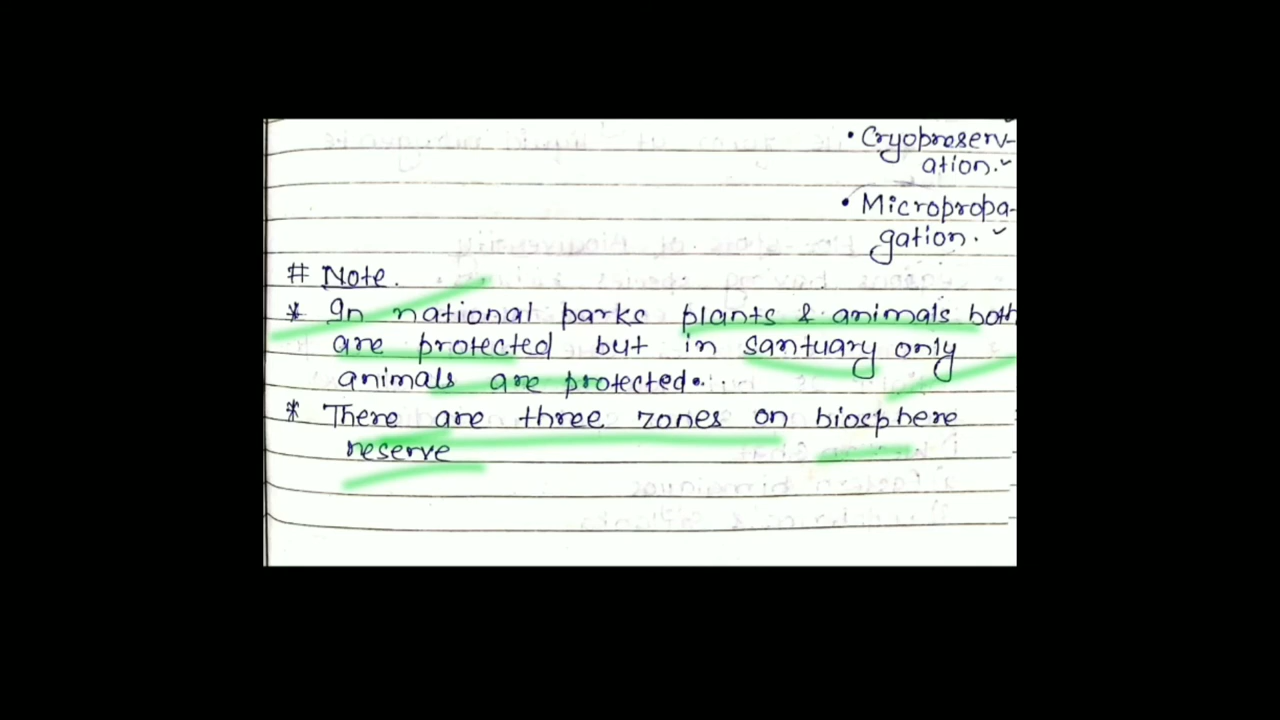 • Cryopreserv-
ation.
• Micropropa-
gation.
# Note.
* In national parks plants & animals both
are protected but in santuary only
animals are protected.
* There are three zones on biosphere
reserve